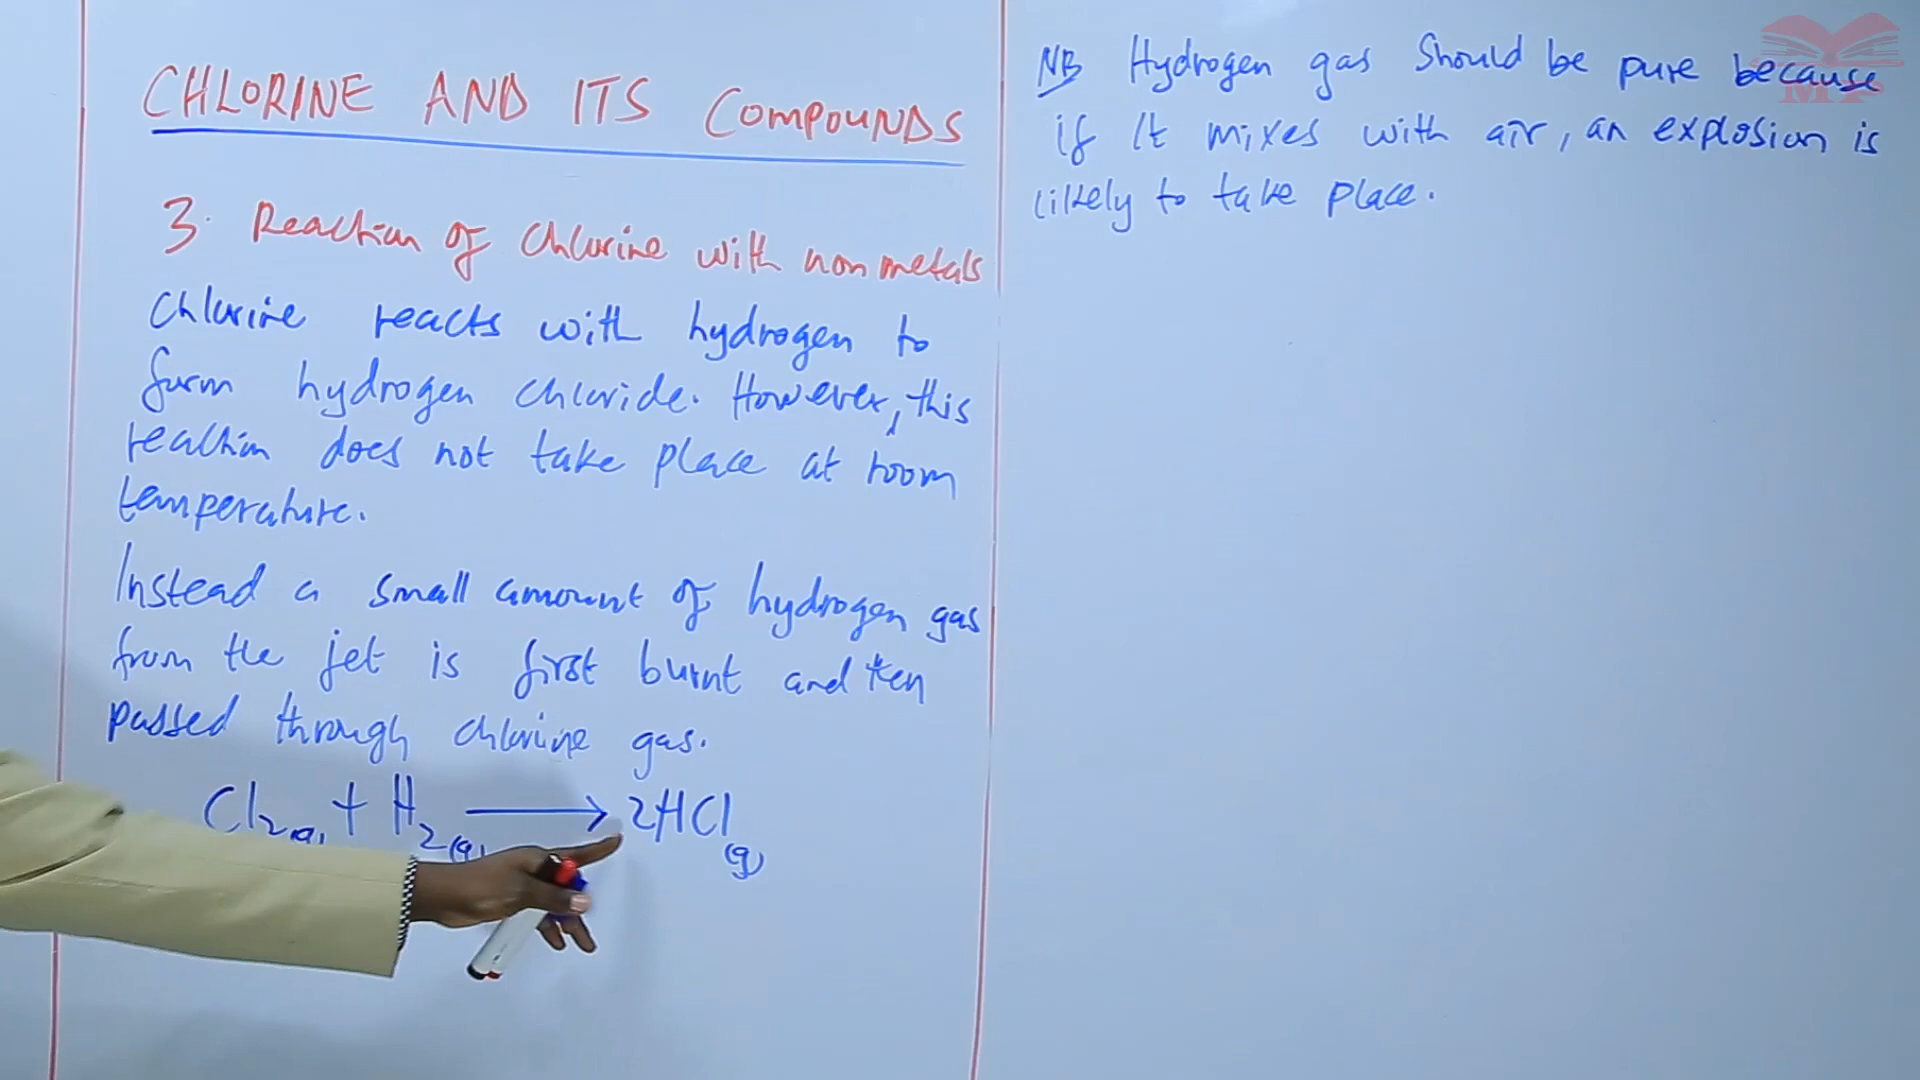 CHLORINE AND ITS COMPOUNDS
3. Reaction of Chlorine with non metals
Chlorine reacts with hydrogen to
form hydrogen chloride. However, this
reaction does not take place at room
temperature.
Instead a small amount of hydrogen gas
from the jet is first burnt and then
passed through chlorine gas.
Cl2(g) + H2(g) → 2HCl(g)
NB Hydrogen gas should be pure because
if it mixes with air, an explosion is
likely to take place.